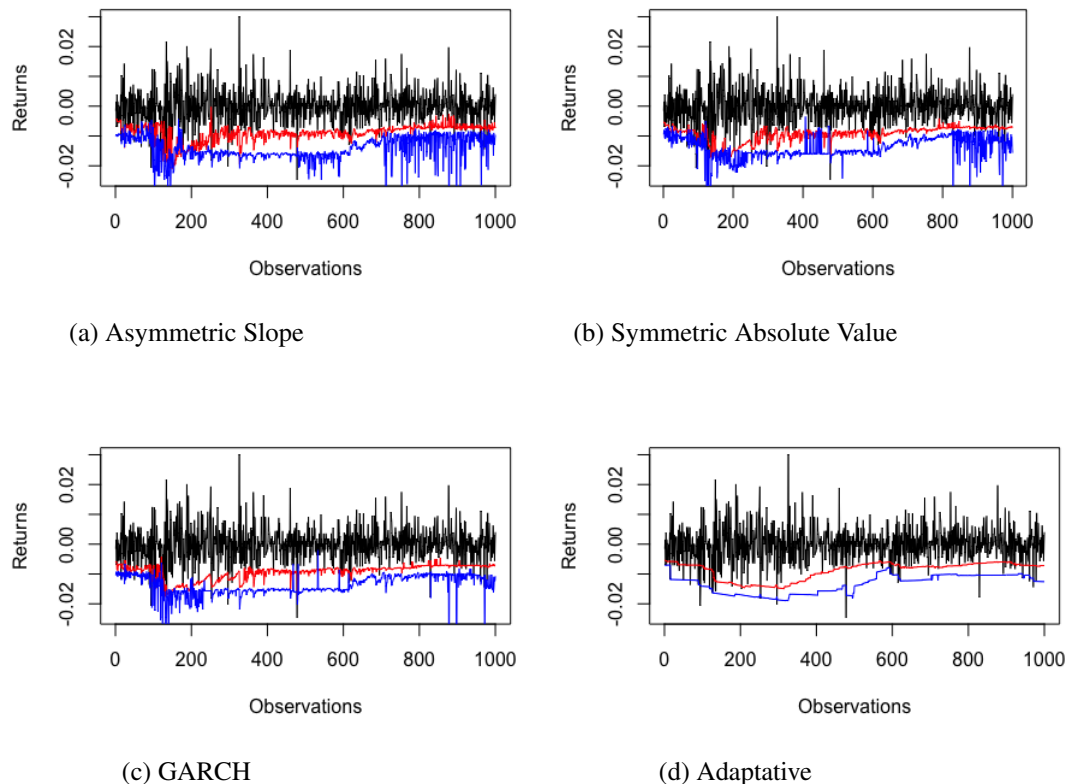 Returns
0.02
0.00
-0.02
0 200 400 600 800 1000
Observations
(a) Asymmetric Slope
Returns
0.02
0.00
-0.02
0 200 400 600 800 1000
Observations
(b) Symmetric Absolute Value
Returns
0.02
0.00
-0.02
0 200 400 600 800 1000
Observations
(c) GARCH
Returns
0.02
0.00
-0.02
0 200 400 600 800 1000
Observations
(d) Adaptative